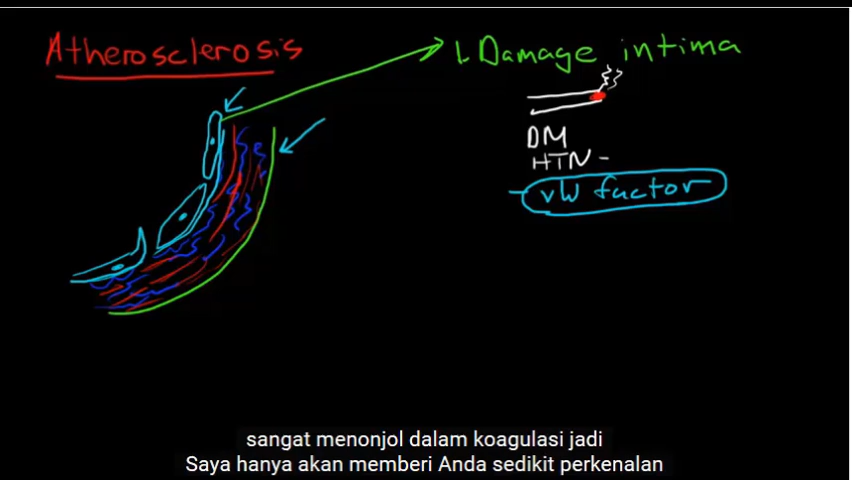 Atherosclerosis
1. Damage intima
DM
HTN -
vW factor
sangat menonjol dalam koagulasi jadi
Saya hanya akan memberi Anda sedikit perkenalan